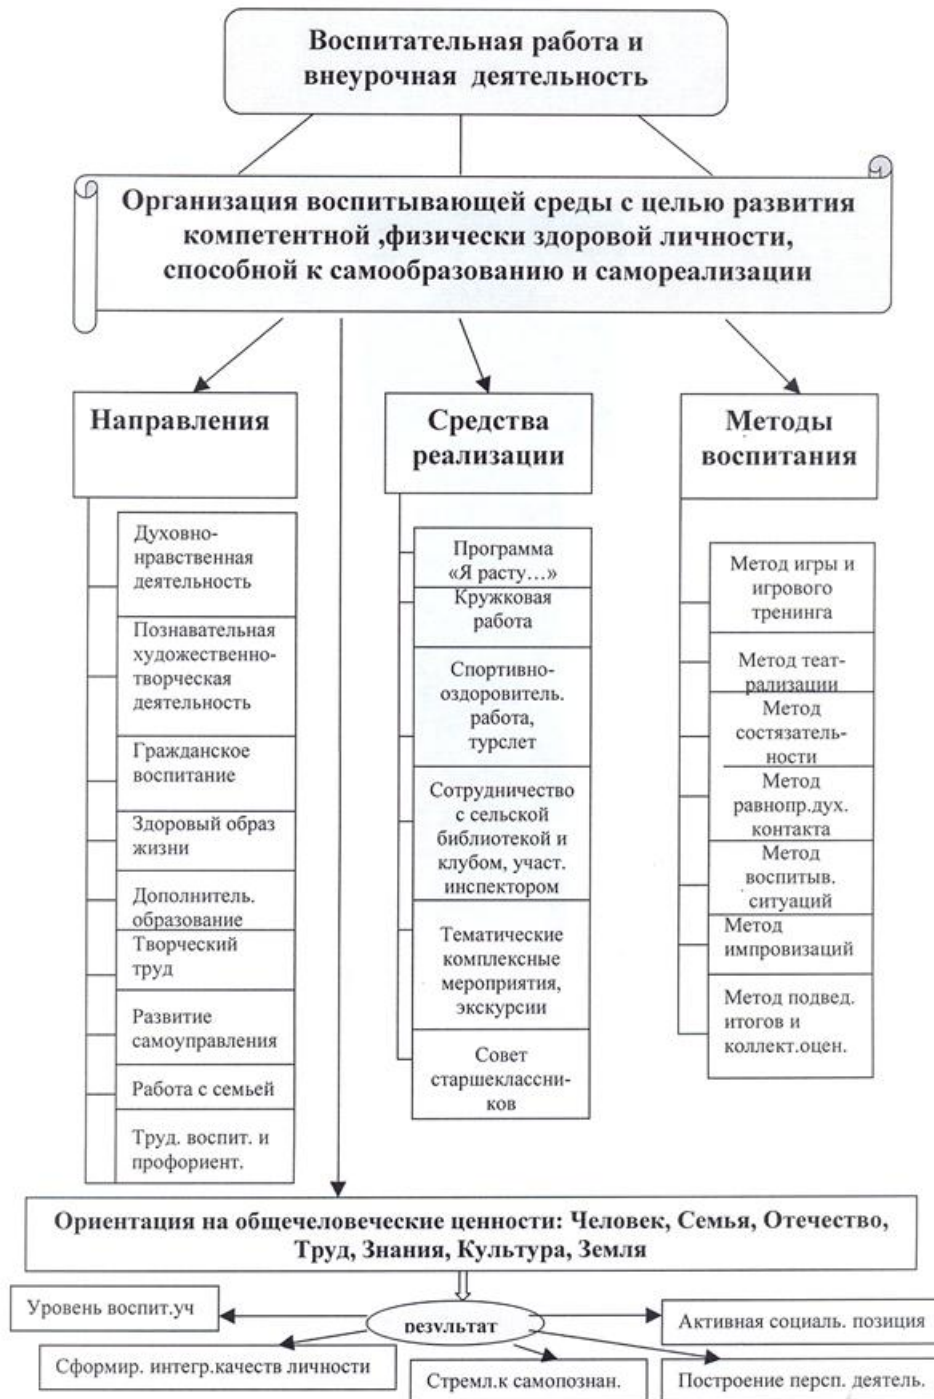 Воспитательная работа и
внеурочная деятельность
Организация воспитывающей среды с целью развития
компетентной ,физически здоровой личности,
способной к самообразованию и самореализации
Направления
Духовно-
нравственная
деятельность
Познавательная
художественно-
творческая
деятельность
Гражданское
воспитание
Здоровый образ
жизни
Дополнитель.
образование
Творческий
труд
Развитие
самоуправления
Работа с семьей
Труд. воспит. и
профориент.
Средства
реализации
Программа
«Я расту…»
Кружковая
работа
Спортивно-
оздоровитель.
работа,
турслет
Сотрудничество
с сельской
библиотекой и
клубом, участ.
инспектором
Тематические
комплексные
мероприятия,
экскурсии
Совет
старшеклассни-
ков
Методы
воспитания
Метод игры и
игрового
тренинга
Метод теат-
рализации
Метод
состязатель-
ности
Метод
равнопр.дух.
контакта
Метод
воспитыв.
ситуаций
Метод
импровизаций
Метод подвед.
итогов и
коллект.оцен.
Ориентация на общечеловеческие ценности: Человек, Семья, Отечество,
Труд, Знания, Культура, Земля
результат
Уровень воспит.уч
Активная социаль. позиция
Сформир. интегр.качеств личности
Стремл.к самопознан.
Построение персп. деятель.